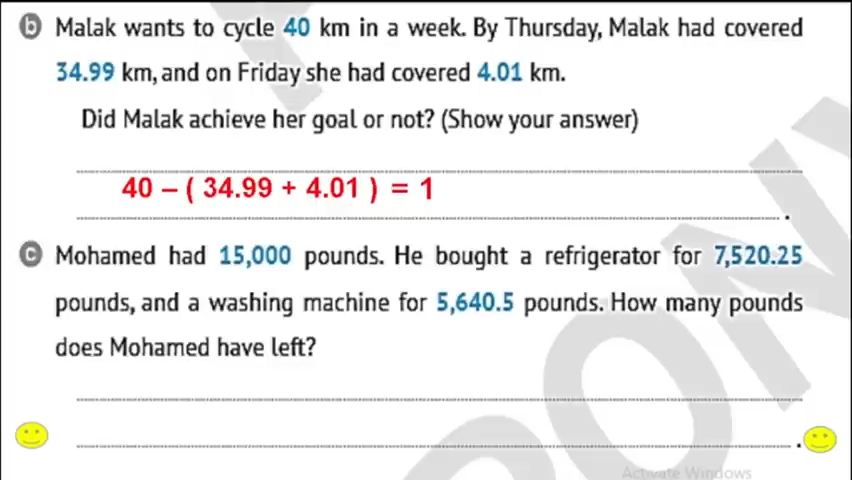 b Malak wants to cycle 40 km in a week. By Thursday, Malak had covered
34.99 km, and on Friday she had covered 4.01 km.
Did Malak achieve her goal or not? (Show your answer)
40 – ( 34.99 + 4.01 ) = 1
c Mohamed had 15,000 pounds. He bought a refrigerator for 7,520.25
pounds, and a washing machine for 5,640.5 pounds. How many pounds
does Mohamed have left?
Activate Windows